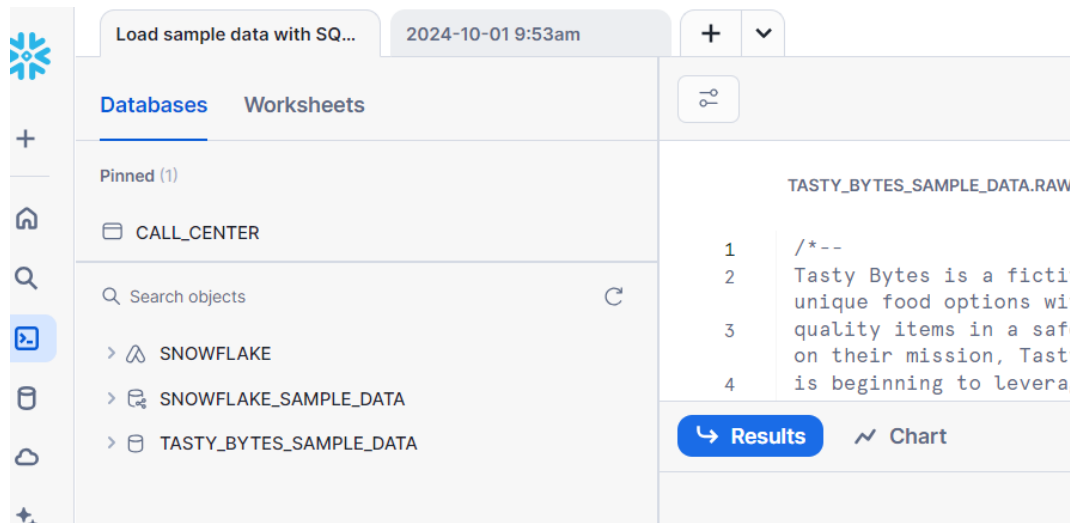 Load sample data with SQ...
2024-10-01 9:53am
Databases
Worksheets
Pinned (1)
CALL_CENTER
Search objects
SNOWFLAKE
SNOWFLAKE_SAMPLE_DATA
TASTY_BYTES_SAMPLE_DATA
TASTY_BYTES_SAMPLE_DATA.RAW
1 /*--
2 Tasty Bytes is a ficti
unique food options wi
3 quality items in a saf
on their mission, Tast
4 is beginning to levera
Results
Chart